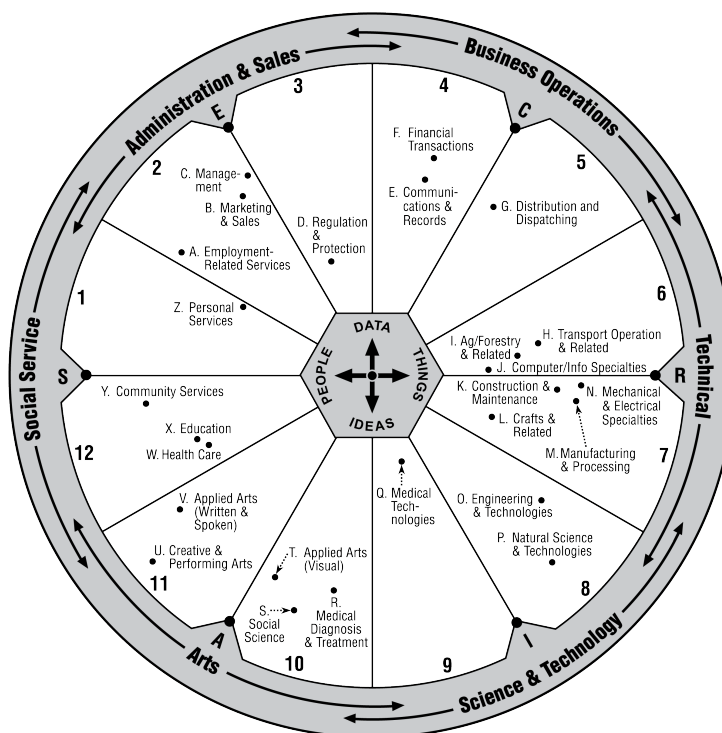 Administration & Sales
Business Operations
Technical
Science & Technology
Arts
Social Service
E
C
R
I
A
S
1
2
3
4
5
6
7
8
9
10
11
12
DATA
THINGS
IDEAS
PEOPLE
A. Employment-
Related Services
B. Marketing
& Sales
C. Manage-
ment
D. Regulation
&
Protection
E. Communi-
cations &
Records
F. Financial
Transactions
G. Distribution and
Dispatching
H. Transport Operation
& Related
I. Ag/Forestry
& Related
J. Computer/Info Specialties
K. Construction &
Maintenance
L. Crafts &
Related
M. Manufacturing
& Processing
N. Mechanical
& Electrical
Specialties
O. Engineering
& Technologies
P. Natural Science
& Technologies
Q. Medical
Tech-
nologies
R.
Medical
Diagnosis
& Treatment
S.
Social
Science
T. Applied Arts
(Visual)
U. Creative &
Performing Arts
V. Applied Arts
(Written &
Spoken)
W. Health Care
X. Education
Y. Community Services
Z. Personal
Services